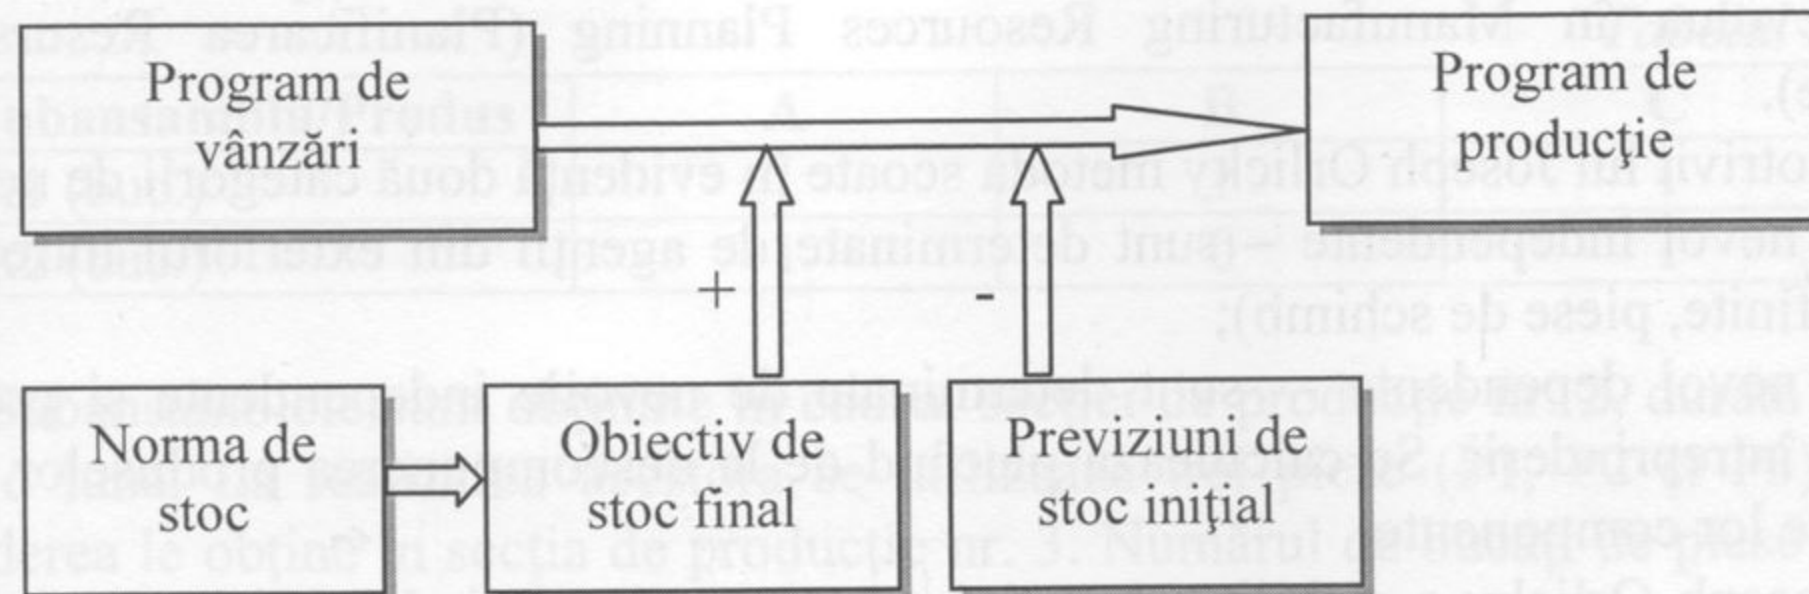 Program de
vânzări
Program de
producţie
+
-
Norma de
stoc
Obiectiv de
stoc final
Previziuni de
stoc iniţial